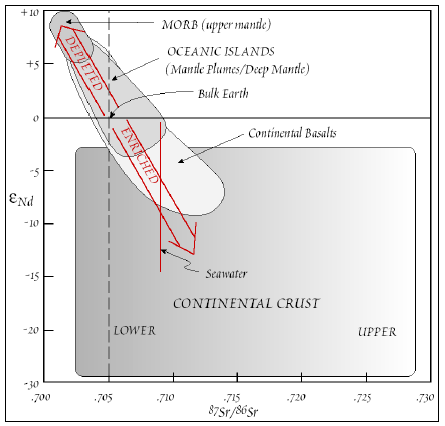 +10
MORB (upper mantle)
OCEANIC ISLANDS
(Mantle Plumes/Deep Mantle)
DEPLETED
+5
Bulk Earth
0
Continental Basalts
ENRICHED
-5
εNd
-10
Seawater
-15
CONTINENTAL CRUST
-20
LOWER
UPPER
-30
.700
.705
.710
.715
.720
.725
.730
87Sr/86Sr